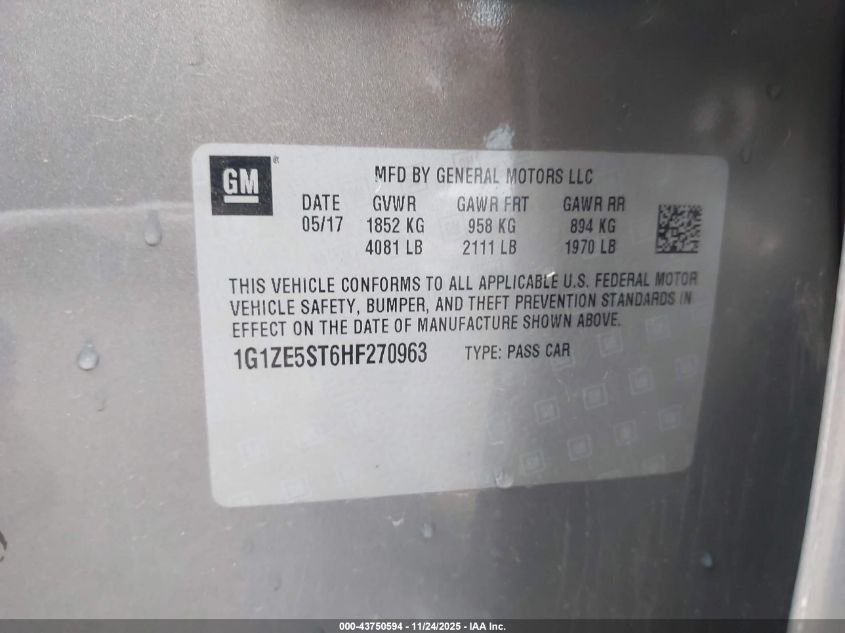 GM ®
MFD BY GENERAL MOTORS LLC
DATE GVWR GAWR FRT GAWR RR
05/17 1852 KG 958 KG 894 KG
4081 LB 2111 LB 1970 LB
THIS VEHICLE CONFORMS TO ALL APPLICABLE U.S. FEDERAL MOTOR
VEHICLE SAFETY, BUMPER, AND THEFT PREVENTION STANDARDS IN
EFFECT ON THE DATE OF MANUFACTURE SHOWN ABOVE.
1G1ZE5ST6HF270963 TYPE: PASS CAR
000-43750594 - 11/24/2025 - IAA Inc.